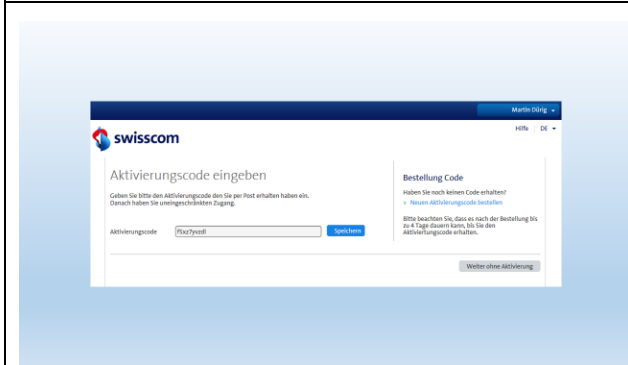 Martin Dürig
Hilfe | DE
swisscom
Aktivierungscode eingeben
Geben Sie bitte den Aktivierungscode den Sie per Post erhalten haben ein.
Danach haben Sie uneingeschränkten Zugang.
Aktivierungscode
Speichern
Bestellung Code
Haben Sie noch keinen Code erhalten?
» Neuen Aktivierungscode bestellen
Bitte beachten Sie, dass es nach der Bestellung bis
zu 4 Tage dauern kann, bis Sie den
Aktiviertungscode erhalten.
Weiter ohne Aktivierung